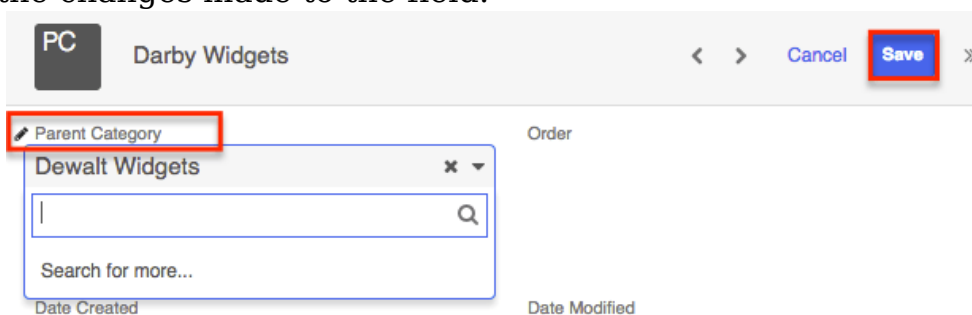 the changes made to the field.
PC
Darby Widgets
Cancel
Save
Parent Category
Order
Dewalt Widgets
Search for more...
Date Created
Date Modified